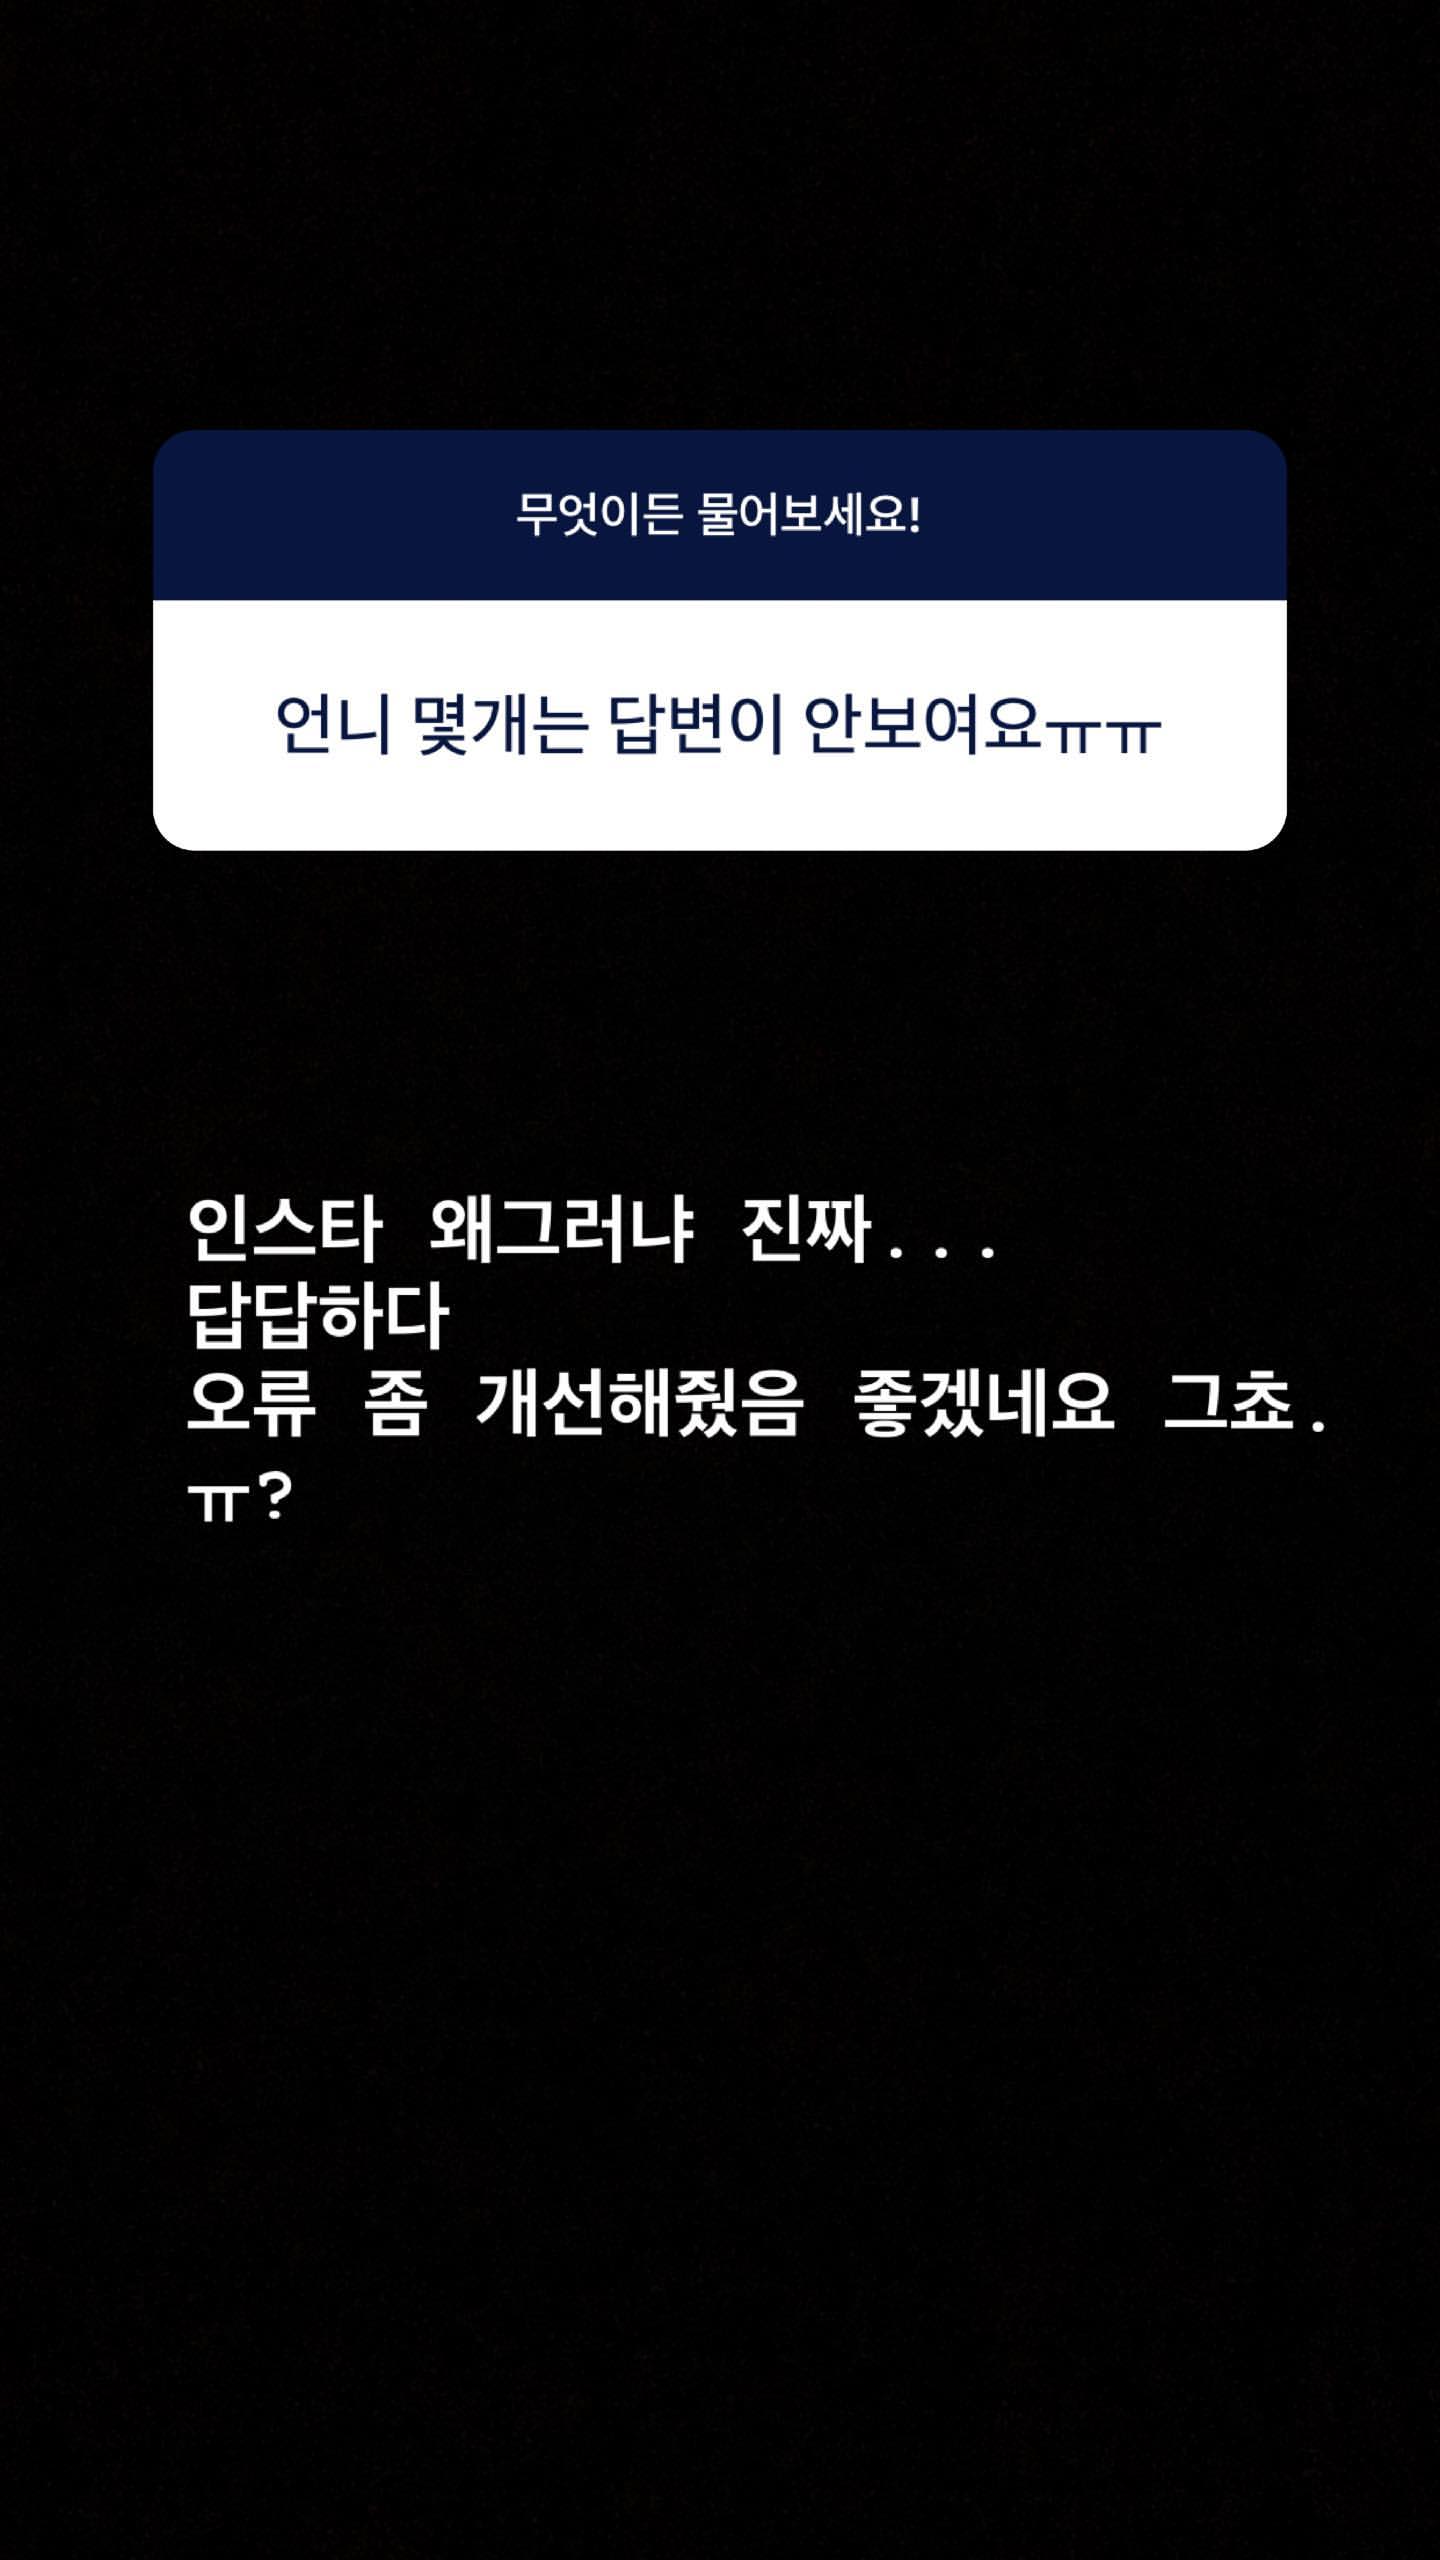 무엇이든 물어보세요!
언니 몇개는 답변이 안보여요ㅠㅠ
인스타 왜그러냐 진짜...
답답하다
오류 좀 개선해줬음 좋겠네요 그쵸.
ㅠ?